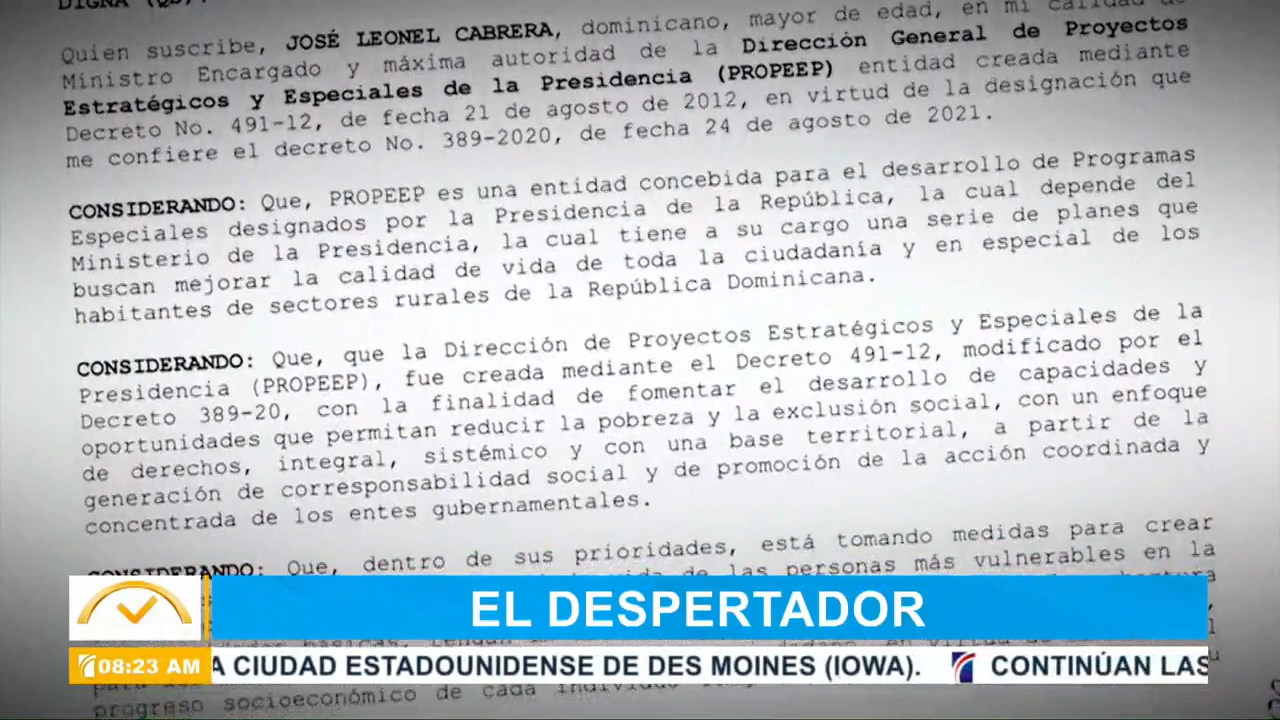 DIGNA (QD).
Quien suscribe, JOSÉ LEONEL CABRERA, dominicano, mayor de edad, en mi calidad de
Ministro Encargado y máxima autoridad de la Dirección General de Proyectos
Estratégicos y Especiales de la Presidencia (PROPEEP) entidad creada mediante
Decreto No. 491-12, de fecha 21 de agosto de 2012, en virtud de la designación que
me confiere el decreto No. 389-2020, de fecha 24 de agosto de 2021.
CONSIDERANDO: Que, PROPEEP es una entidad concebida para el desarrollo de Programas
Especiales designados por la Presidencia de la República, la cual depende del
Ministerio de la Presidencia, la cual tiene a su cargo una serie de planes que
buscan mejorar la calidad de vida de toda la ciudadanía y en especial de los
habitantes de sectores rurales de la República Dominicana.
CONSIDERANDO: Que, que la Dirección de Proyectos Estratégicos y Especiales de la
Presidencia (PROPEEP), fue creada mediante el Decreto 491-12, modificado por el
Decreto 389-20, con la finalidad de fomentar el desarrollo de capacidades y
oportunidades que permitan reducir la pobreza y la exclusión social, con un enfoque
de derechos, integral, sistémico y con una base territorial, a partir de la
generación de corresponsabilidad social y de promoción de la acción coordinada y
concentrada de los entes gubernamentales.
CONSIDERANDO: Que, dentro de sus prioridades, está tomando medidas para crear
de las personas más vulnerables en la
EL DESPERTADOR
08:23 AM
A CIUDAD ESTADOUNIDENSE DE DES MOINES (IOWA). CONTINÚAN LAS
progreso socioeconómico de cada